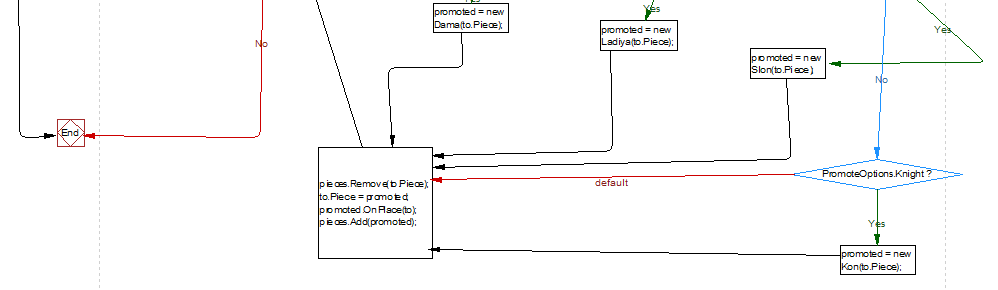 Yes
promoted = new
Dama(to.Piece);
Yes
promoted = new
Ladiya(to.Piece);
Yes
No
promoted = new
Slon(to.Piece)
No
End
PromoteOptions.Knight ?
default
pieces.Remove(to.Piece);
to.Piece = promoted;
promoted.OnPlace(to);
pieces.Add(promoted);
Yes
promoted = new
Kon(to.Piece);